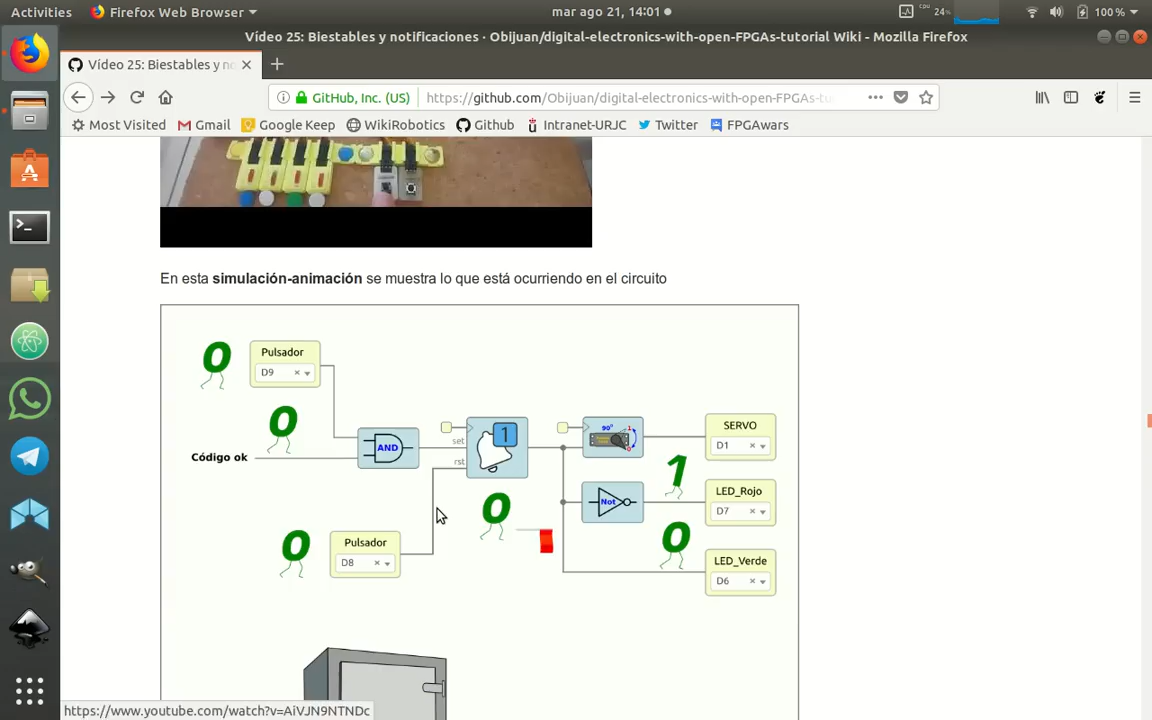 Activities Firefox Web Browser mar ago 21, 14:01 cpu 24% 100 %
Vídeo 25: Biestables y notificaciones · Obijuan/digital-electronics-with-open-FPGAs-tutorial Wiki - Mozilla Firefox
Vídeo 25: Biestables y no
GitHub, Inc. (US) https://github.com/Obijuan/digital-electronics-with-open-FPGAs-tu
Most Visited Gmail Google Keep WikiRobotics Github Intranet-URJC Twitter FPGAwars
En esta simulación-animación se muestra lo que está ocurriendo en el circuito
0 Pulsador
D9
0
AND
Código ok
set
rst
1
90°
SERVO
D1
1
Not
LED_Rojo
D7
0
0
LED_Verde
D6
0 Pulsador
D8
https://www.youtube.com/watch?v=AiVJN9NTNDc